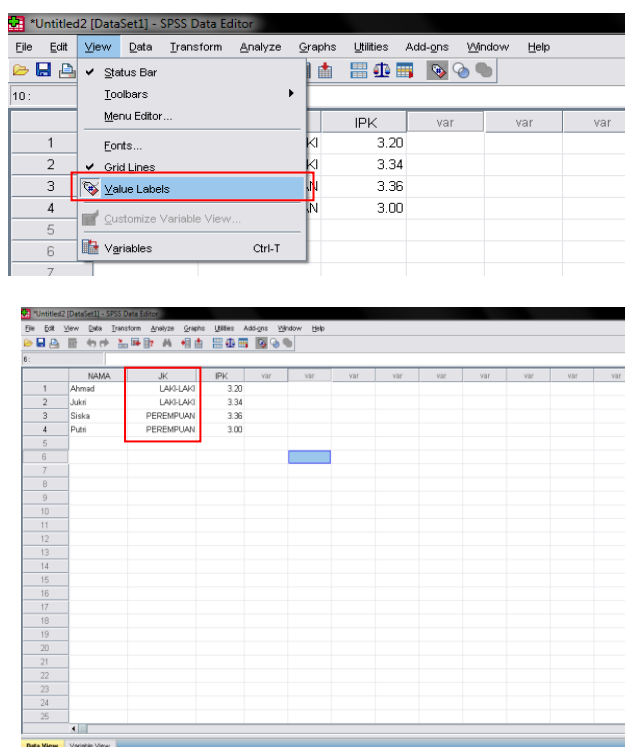 *Untitled2 [DataSet1] - SPSS Data Editor
File Edit View Data Transform Analyze Graphs Utilities Add-ons Window Help
10 :
Status Bar
Toolbars
Menu Editor...
Fonts...
Grid Lines
Value Labels
Customize Variable View...
Variables Ctrl-T
IPK var var var
1 KI 3.20
2 KI 3.34
3 AN 3.36
4 AN 3.00
5
6
7
*Untitled2 [DataSet1] - SPSS Data Editor
File Edit View Data Transform Analyze Graphs Utilities Add-ons Window Help
6 :
NAMA JK IPK var var var var var var var
1 Ahmad LAKI-LAKI 3.20
2 Jukri LAKI-LAKI 3.34
3 Siska PEREMPUAN 3.36
4 Putri PEREMPUAN 3.00
5
6
7
8
9
10
11
12
13
14
15
16
17
18
19
20
21
22
23
24
25
Data View Variable View